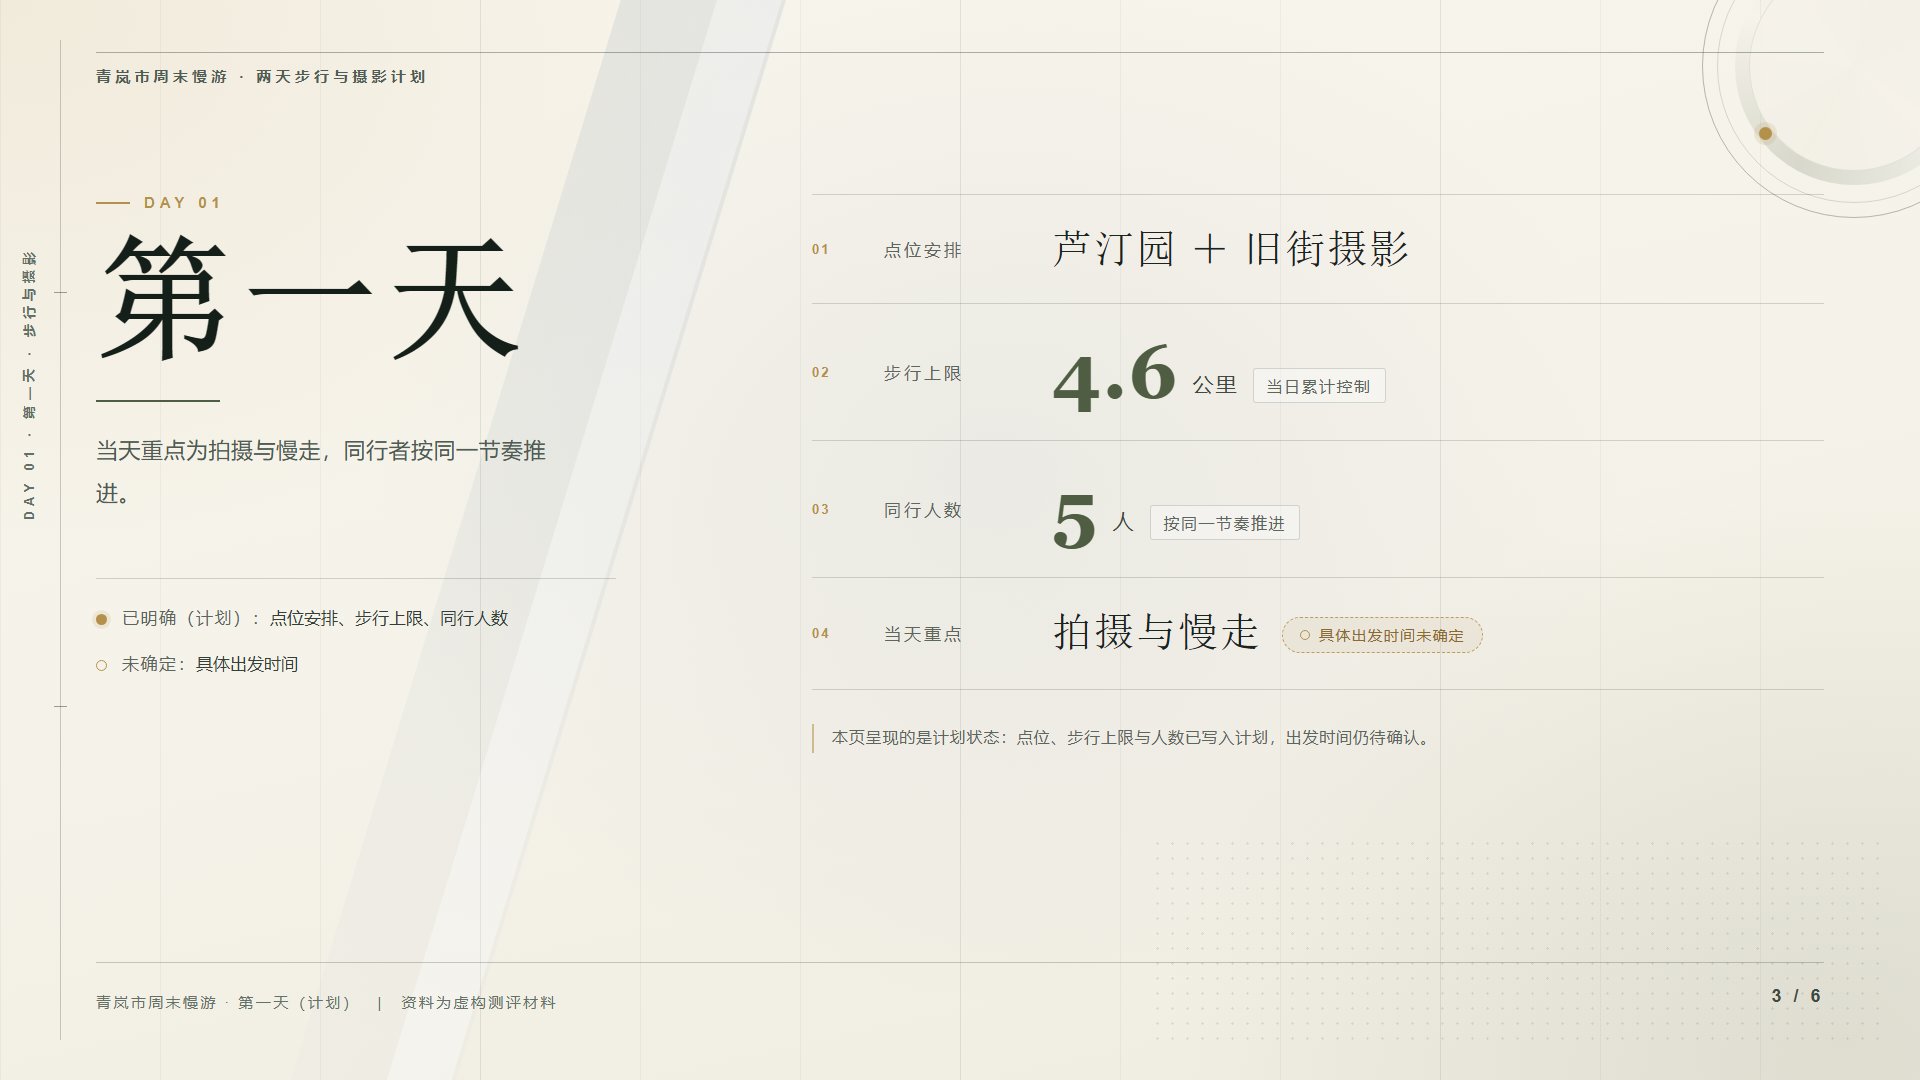 青岚市周末慢游 · 两天步行与摄影计划
DAY 01 · 第一天 · 步行与摄影
DAY 01
第一天
当天重点为拍摄与慢走，同行者按同一节奏推
进。
已明确（计划）：点位安排、步行上限、同行人数
未确定：具体出发时间
01 点位安排 芦汀园 ＋ 旧街摄影
02 步行上限 4.6 公里 当日累计控制
03 同行人数 5 人 按同一节奏推进
04 当天重点 拍摄与慢走 具体出发时间未确定
本页呈现的是计划状态：点位、步行上限与人数已写入计划，出发时间仍待确认。
青岚市周末慢游 · 第一天（计划） | 资料为虚构测评材料
3 / 6